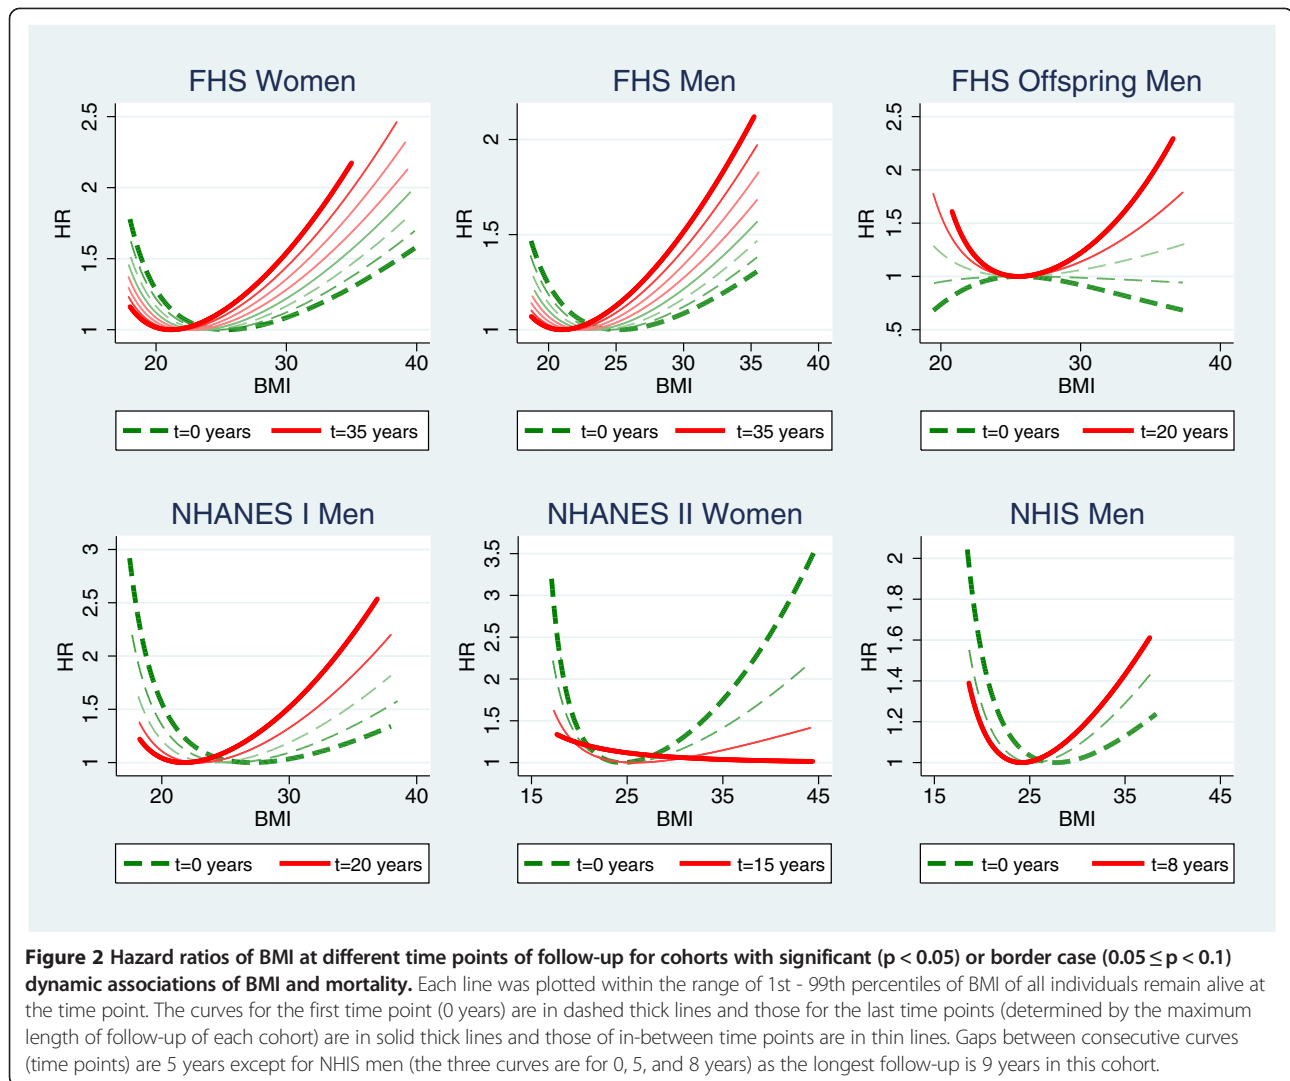 FHS Women
2.5
2
1.5
1
HR
20 30 40
BMI
t=0 years t=35 years
FHS Men
2
1.5
1
HR
20 25 30 35 40
BMI
t=0 years t=35 years
FHS Offspring Men
2.5
2
1.5
1
.5
HR
20 30 40
BMI
t=0 years t=20 years
NHANES I Men
3
2.5
2
1.5
1
HR
20 30 40
BMI
t=0 years t=20 years
NHANES II Women
3.5
3
2.5
2
1.5
1
HR
15 25 35 45
BMI
t=0 years t=15 years
NHIS Men
2
1.8
1.6
1.4
1.2
1
HR
15 25 35 45
BMI
t=0 years t=8 years
Figure 2 Hazard ratios of BMI at different time points of follow-up for cohorts with significant (p < 0.05) or border case (0.05 ≤ p < 0.1)
dynamic associations of BMI and mortality. Each line was plotted within the range of 1st - 99th percentiles of BMI of all individuals remain alive at
the time point. The curves for the first time point (0 years) are in dashed thick lines and those for the last time points (determined by the maximum
length of follow-up of each cohort) are in solid thick lines and those of in-between time points are in thin lines. Gaps between consecutive curves
(time points) are 5 years except for NHIS men (the three curves are for 0, 5, and 8 years) as the longest follow-up is 9 years in this cohort.